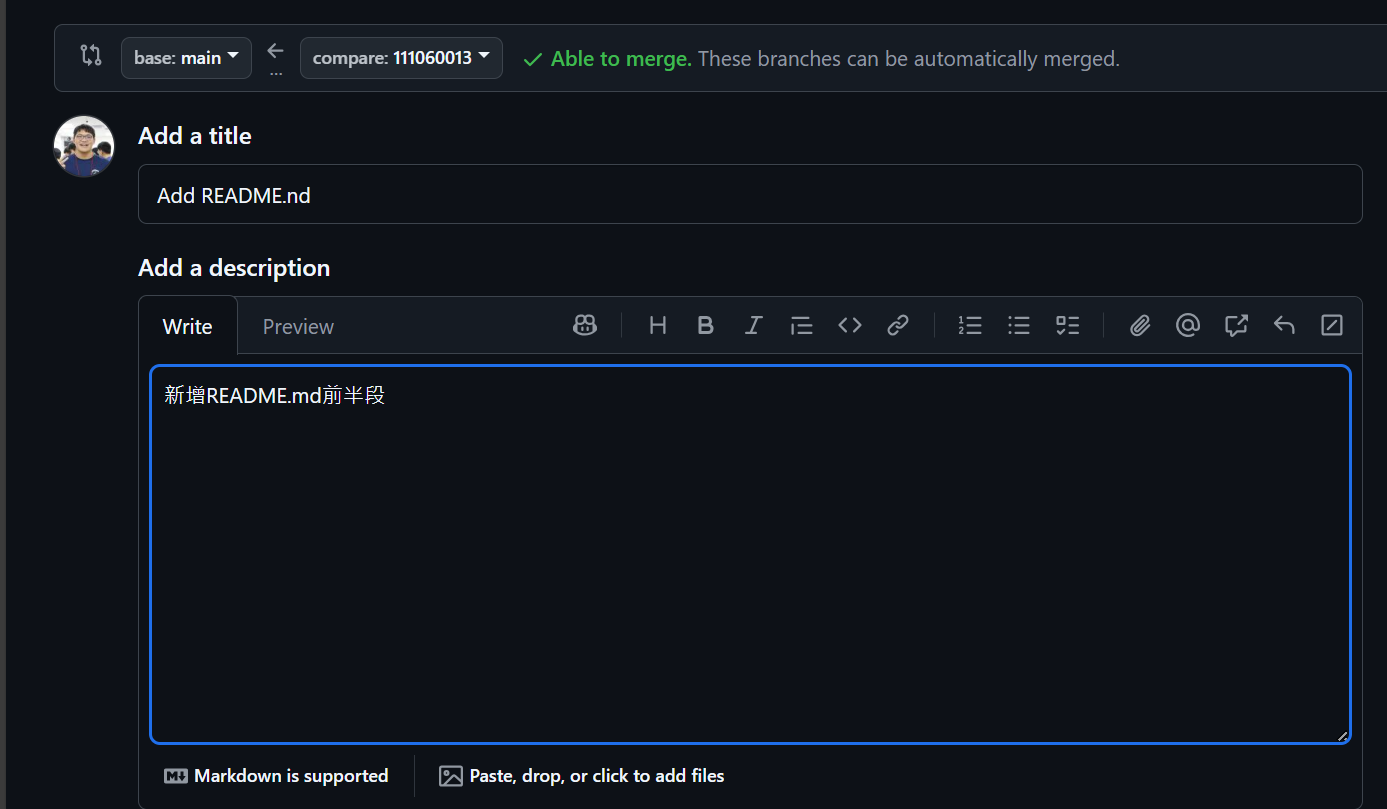 base: main compare: 111060013 Able to merge. These branches can be automatically merged.
Add a title
Add README.nd
Add a description
Write Preview
新增README.md前半段
Markdown is supported Paste, drop, or click to add files